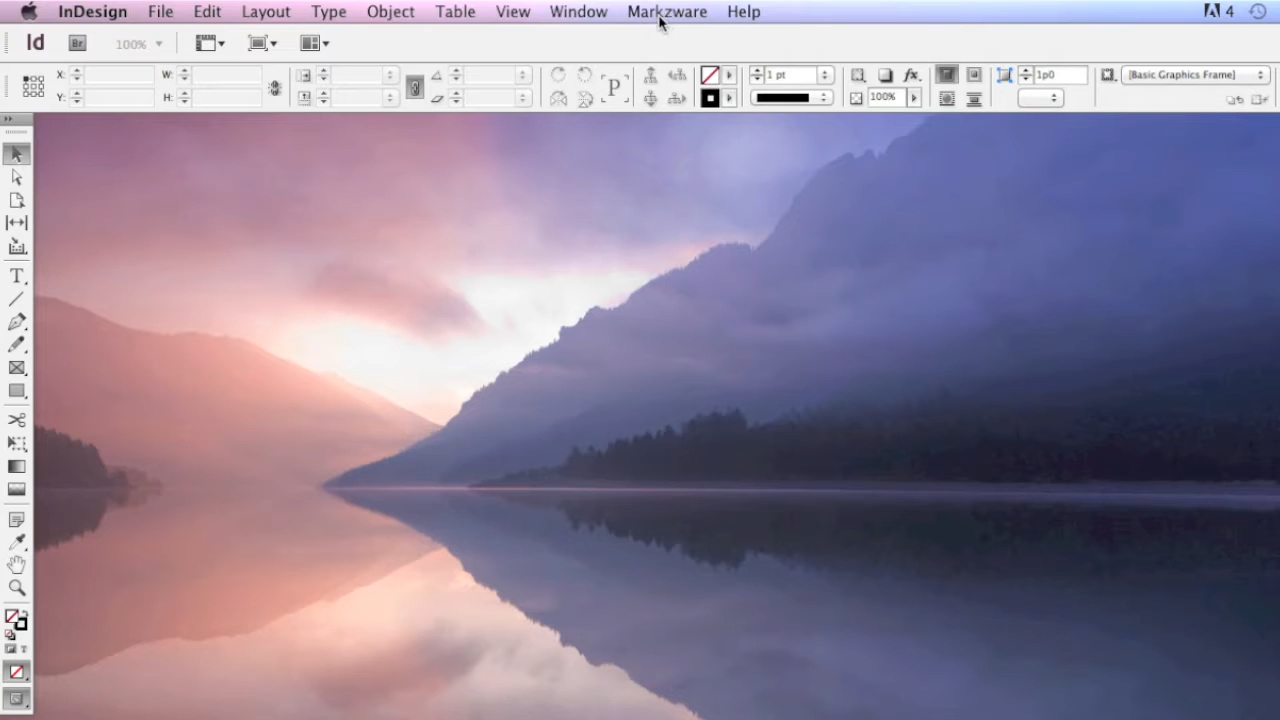 InDesign File Edit Layout Type Object Table View Window Markzware Help 4
Id Br 100%
X: W: 1 pt fx. 1p0 [Basic Graphics Frame]
Y: H: P 100%
T
T